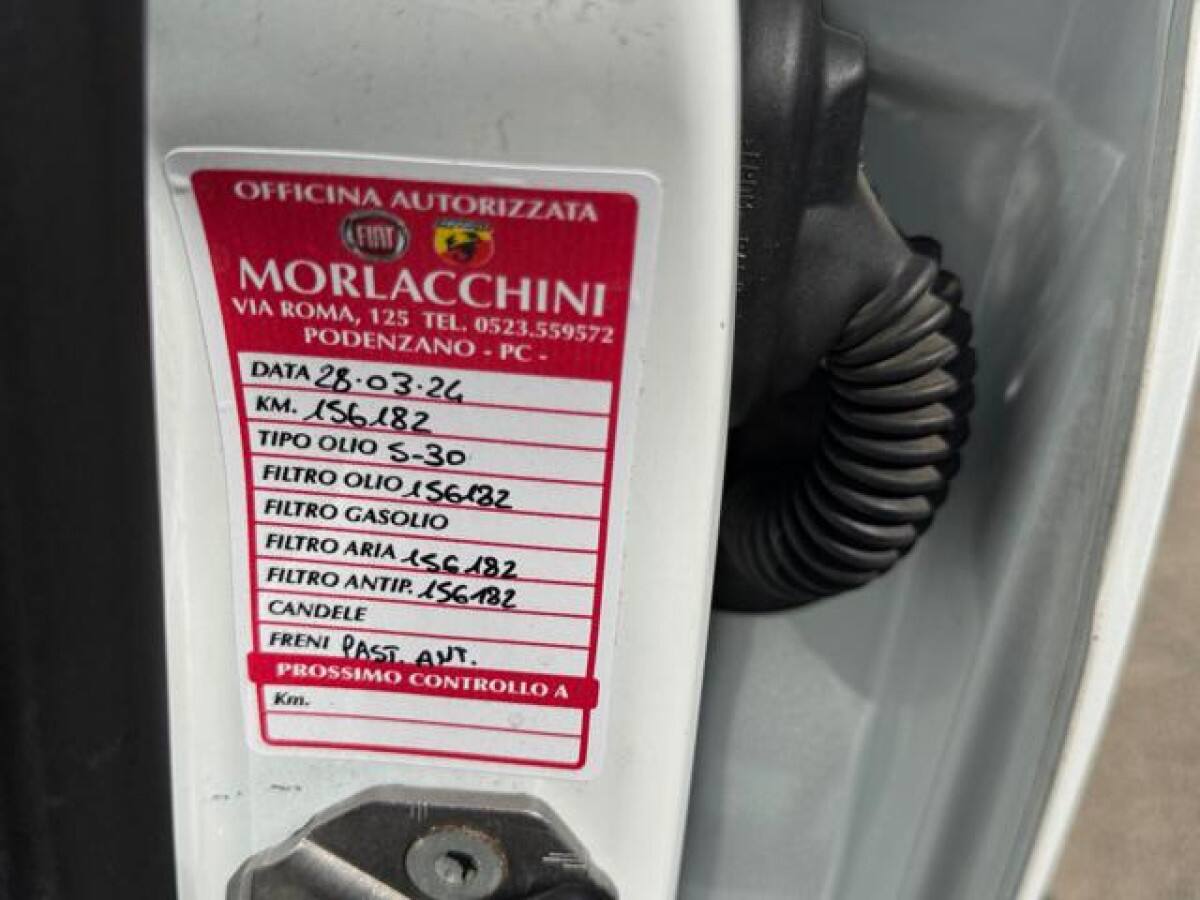 OFFICINA AUTORIZZATA
FIAT
MORLACCHINI
VIA ROMA, 125 TEL. 0523.559572
PODENZANO - PC -
DATA 28.03.24
KM. 156182
TIPO OLIO 5-30
FILTRO OLIO 156182
FILTRO GASOLIO
FILTRO ARIA 156182
FILTRO ANTIP. 156182
CANDELE
FRENI PAST. ANT.
PROSSIMO CONTROLLO A
Km.